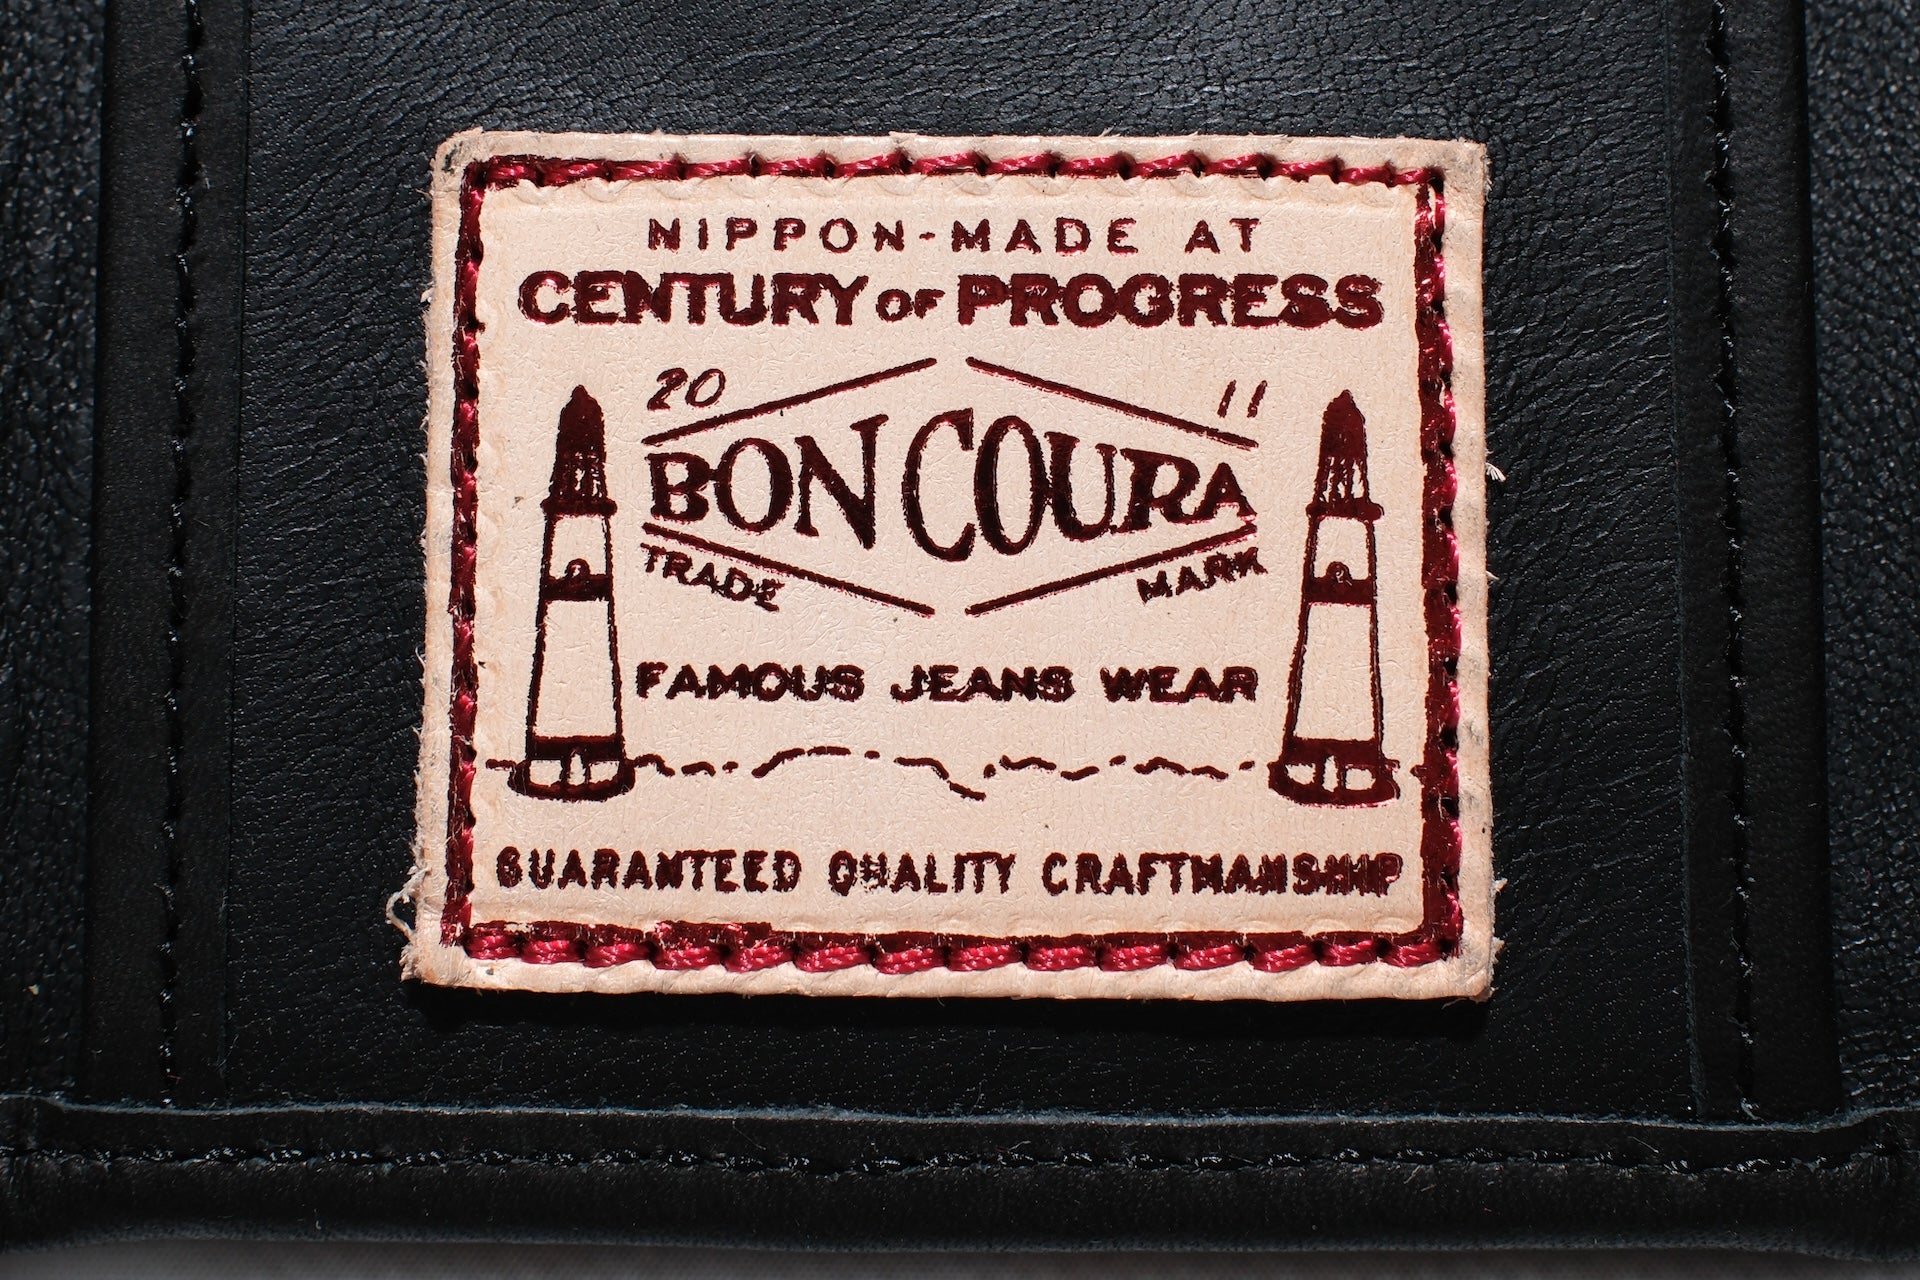 NIPPON-MADE AT
CENTURY OF PROGRESS
20 11
BON COURA
TRADE MARK
FAMOUS JEANS WEAR
GUARANTEED QUALITY CRAFTMANSHIP